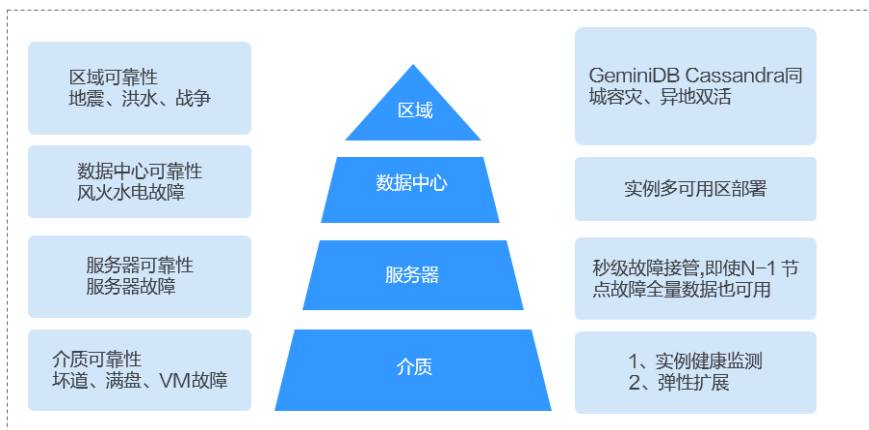 区域可靠性
地震、洪水、战争
区域
GeminiDB Cassandra同
城容灾、异地双活
数据中心可靠性
风火水电故障
数据中心
实例多可用区部署
服务器可靠性
服务器故障
服务器
秒级故障接管,即使N-1 节
点故障全量数据也可用
介质可靠性
坏道、满盘、VM故障
介质
1、实例健康监测
2、弹性扩展